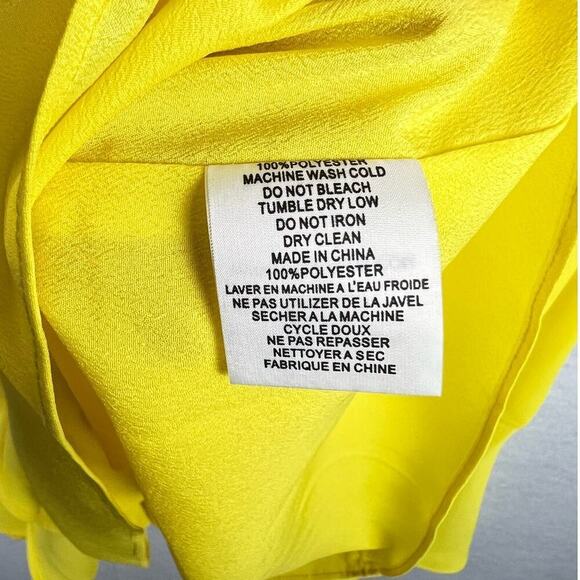 100%POLYESTER
MACHINE WASH COLD
DO NOT BLEACH
TUMBLE DRY LOW
DO NOT IRON
DRY CLEAN
MADE IN CHINA
100%POLYESTER
LAVER EN MACHINE A L'EAU FROIDE
NE PAS UTILIZER DE LA JAVEL
SECHER A LA MACHINE
CYCLE DOUX
NE PAS REPASSER
NETTOYER A SEC
FABRIQUE EN CHINE